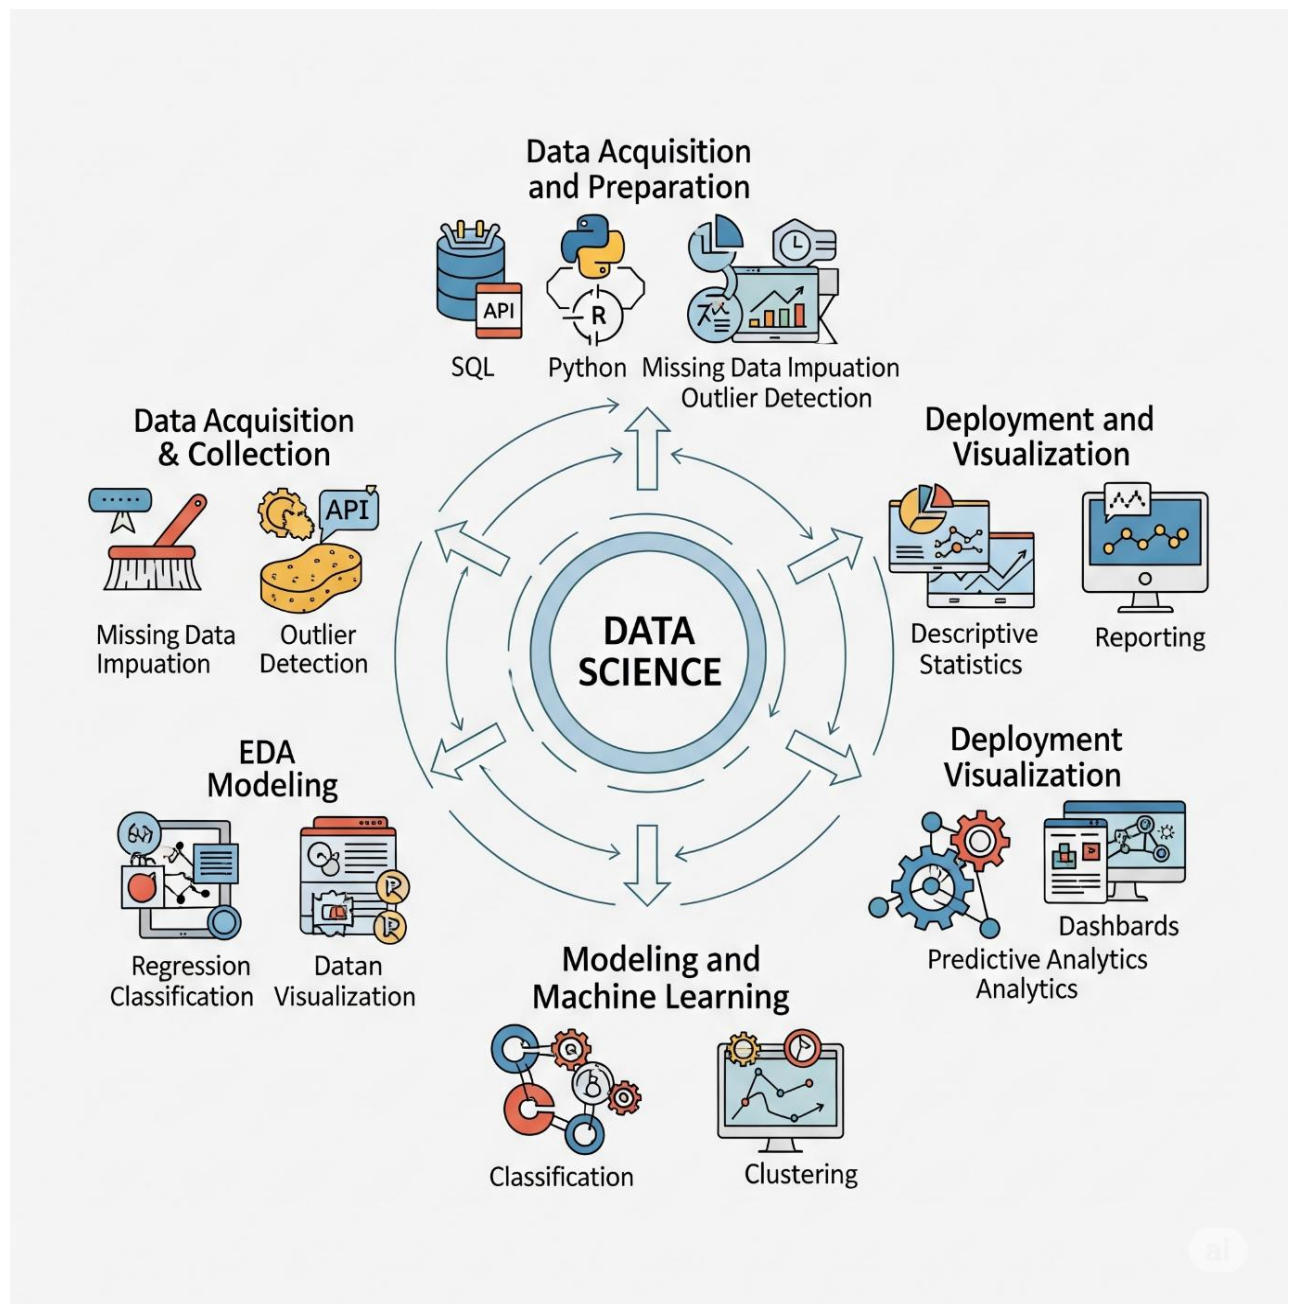 Data Acquisition
and Preparation
API
R
SQL
Python
Missing Data Impuation
Outlier Detection
Data Acquisition
& Collection
API
Missing Data
Impuation
Outlier
Detection
Deployment and
Visualization
Descriptive
Statistics
Reporting
DATA
SCIENCE
EDA
Modeling
Regression
Classification
Datan
Visualization
Deployment
Visualization
Dashbards
Predictive Analytics
Analytics
Modeling and
Machine Learning
Classification
Clustering
ai